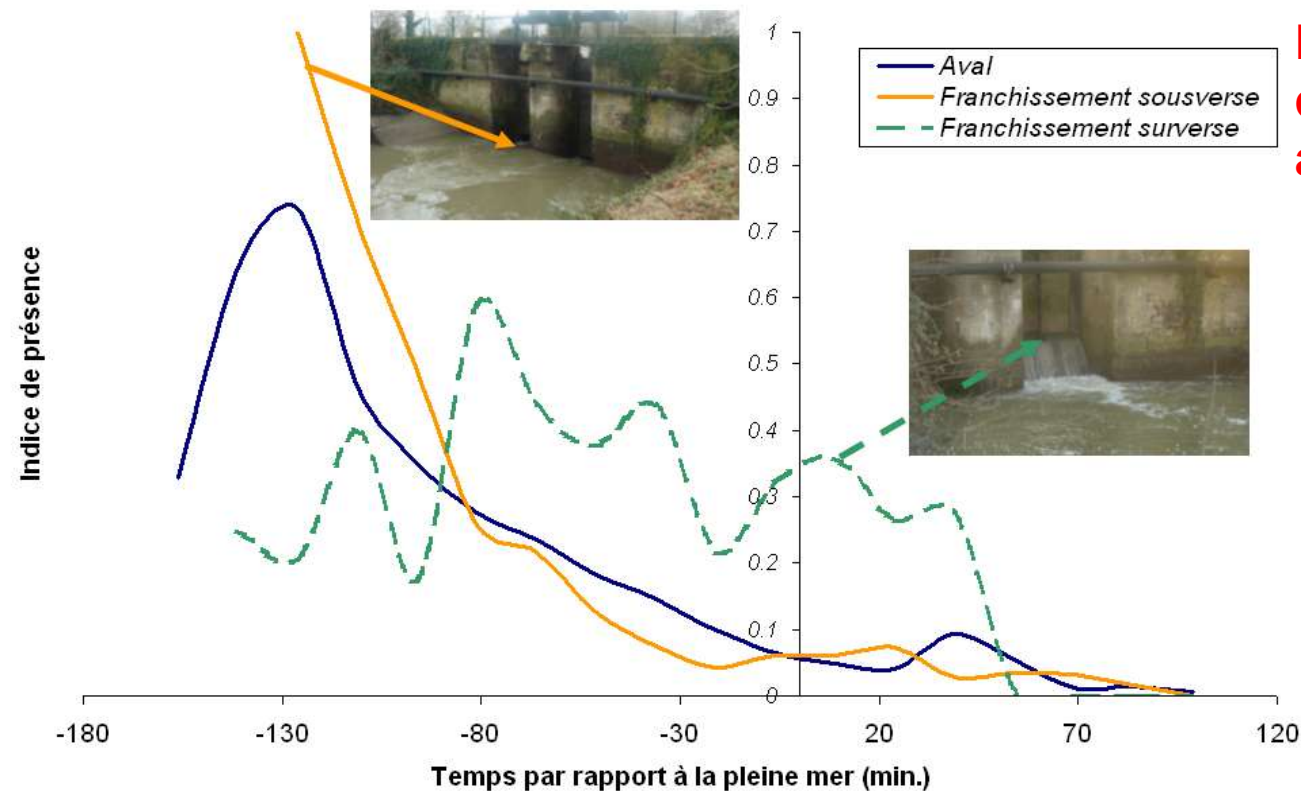 Aval
Franchissement sousverse
Franchissement surverse
Indice de présence
1
0.9
0.8
0.7
0.6
0.5
0.4
0.3
0.2
0.1
0
-180 -130 -80 -30 20 70 120
Temps par rapport à la pleine mer (min.)